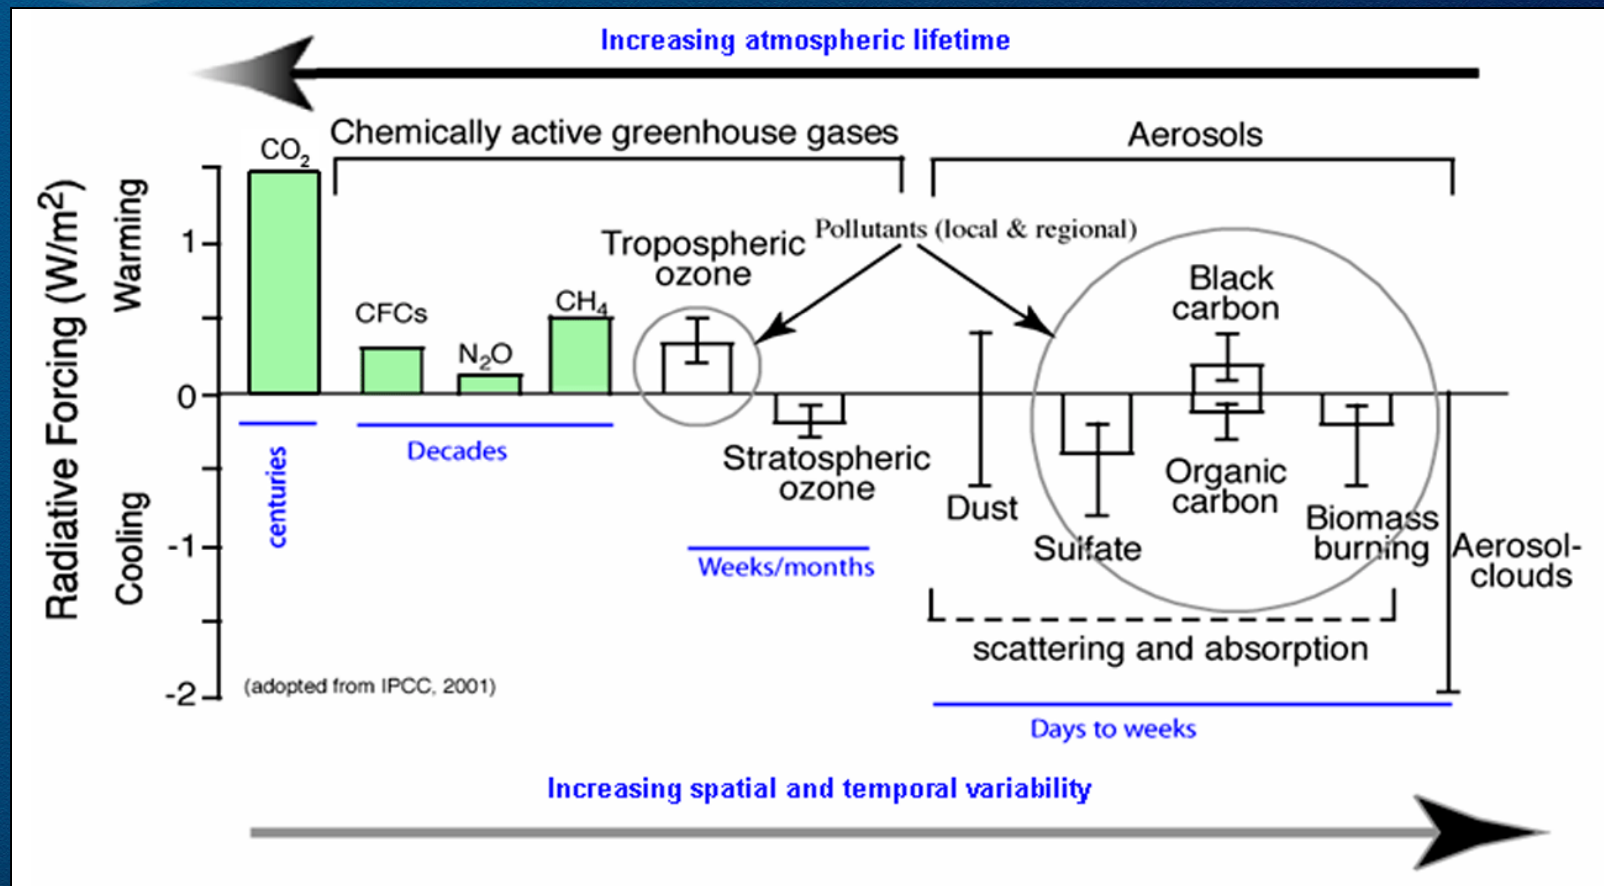 Increasing atmospheric lifetime
Chemically active greenhouse gases
Aerosols
CO₂
Radiative Forcing (W/m²)
Warming
Cooling
1
0
-1
-2
Pollutants (local & regional)
Tropospheric
ozone
CFCs
N₂O
CH₄
Black
carbon
centuries
Decades
Stratospheric
ozone
Weeks/months
Dust
Sulfate
Organic
carbon
Biomass
burning
Aerosol-
clouds
scattering and absorption
(adopted from IPCC, 2001)
Days to weeks
Increasing spatial and temporal variability